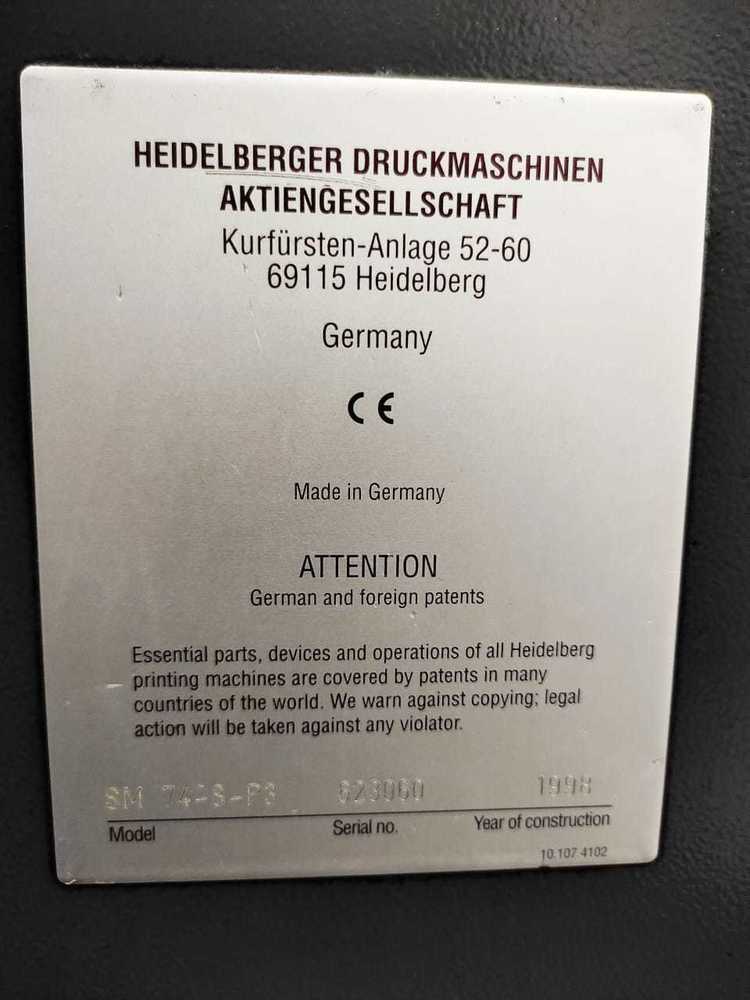 HEIDELBERGER DRUCKMASCHINEN
AKTIENGESELLSCHAFT
Kurfürsten-Anlage 52-60
69115 Heidelberg
Germany
CE
Made in Germany
ATTENTION
German and foreign patents
Essential parts, devices and operations of all Heidelberg
printing machines are covered by patents in many
countries of the world. We warn against copying; legal
action will be taken against any violator.
SM 1998
Model Serial no. Year of construction
10.107 4102